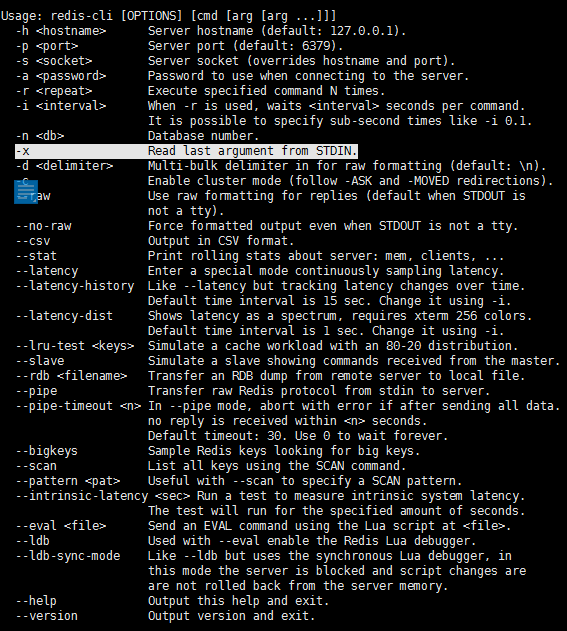 Usage: redis-cli [OPTIONS] [cmd [arg [arg ...]]]
  -h <hostname>      Server hostname (default: 127.0.0.1).
  -p <port>          Server port (default: 6379).
  -s <socket>        Server socket (overrides hostname and port).
  -a <password>      Password to use when connecting to the server.
  -r <repeat>        Execute specified command N times.
  -i <interval>      When -r is used, waits <interval> seconds per command.
                     It is possible to specify sub-second times like -i 0.1.
  -n <db>            Database number.
  -x                 Read last argument from STDIN.
  -d <delimiter>     Multi-bulk delimiter in for raw formatting (default: \n).
  -c                 Enable cluster mode (follow -ASK and -MOVED redirections).
  raw                Use raw formatting for replies (default when STDOUT is
                     not a tty).
  --no-raw           Force formatted output even when STDOUT is not a tty.
  --csv              Output in CSV format.
  --stat             Print rolling stats about server: mem, clients, ...
  --latency          Enter a special mode continuously sampling latency.
  --latency-history  Like --latency but tracking latency changes over time.
                     Default time interval is 15 sec. Change it using -i.
  --latency-dist     Shows latency as a spectrum, requires xterm 256 colors.
                     Default time interval is 1 sec. Change it using -i.
  --lru-test <keys>  Simulate a cache workload with an 80-20 distribution.
  --slave            Simulate a slave showing commands received from the master.
  --rdb <filename>   Transfer an RDB dump from remote server to local file.
  --pipe             Transfer raw Redis protocol from stdin to server.
  --pipe-timeout <n> In --pipe mode, abort with error if after sending all data.
                     no reply is received within <n> seconds.
                     Default timeout: 30. Use 0 to wait forever.
  --bigkeys          Sample Redis keys looking for big keys.
  --scan             List all keys using the SCAN command.
  --pattern <pat>    Useful with --scan to specify a SCAN pattern.
  --intrinsic-latency <sec> Run a test to measure intrinsic system latency.
                     The test will run for the specified amount of seconds.
  --eval <file>      Send an EVAL command using the Lua script at <file>.
  --ldb              Used with --eval enable the Redis Lua debugger.
  --ldb-sync-mode    Like --ldb but uses the synchronous Lua debugger, in
                     this mode the server is blocked and script changes are
                     are not rolled back from the server memory.
  --help             Output this help and exit.
  --version          Output version and exit.